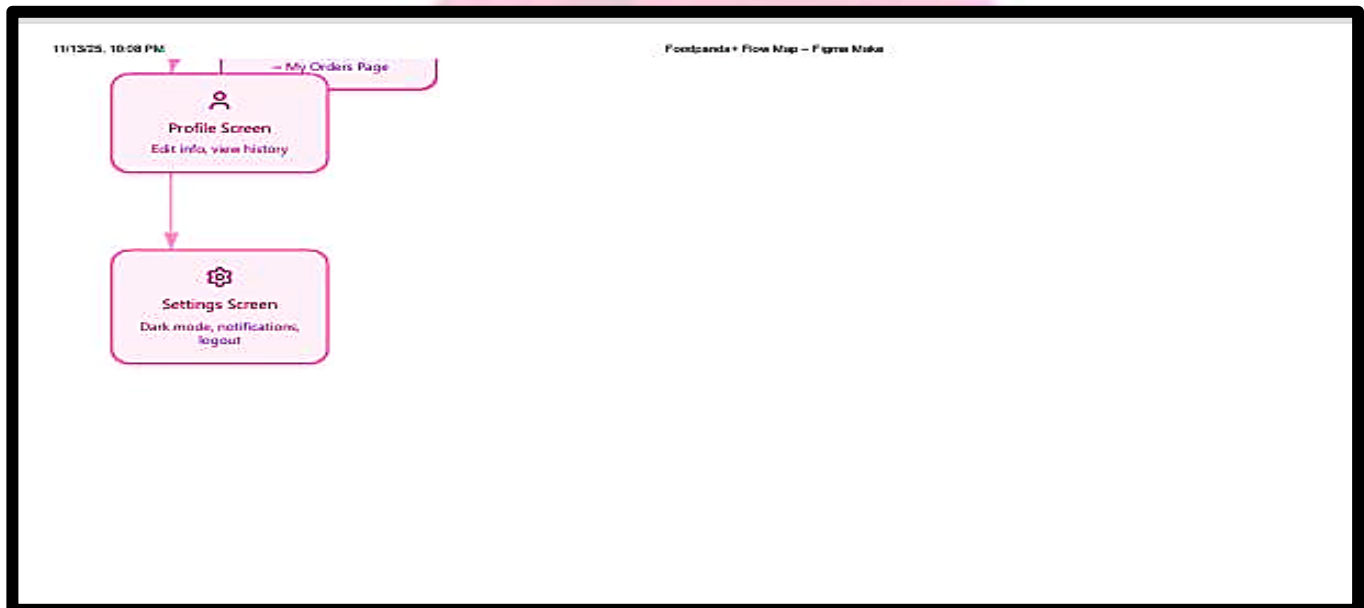 11/13/25, 10:08 PM
Foodpanda+ Flow Map – Figma Make
– My Orders Page
Profile Screen
Edit info, view history
Settings Screen
Dark mode, notifications,
logout